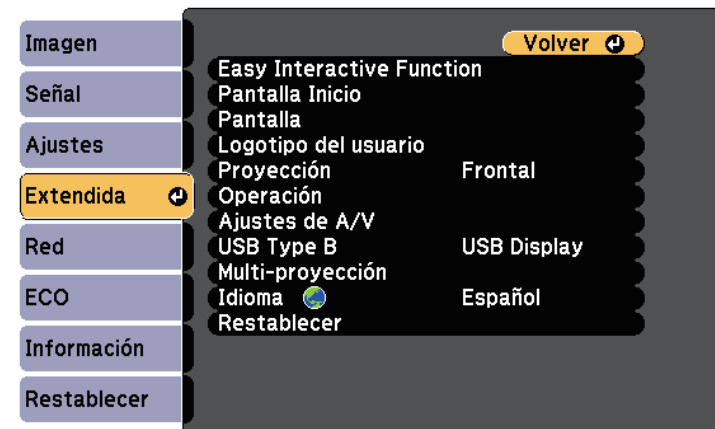 Imagen
Señal
Ajustes
Extendida
Red
ECO
Información
Restablecer
Volver
Easy Interactive Function
Pantalla Inicio
Pantalla
Logotipo del usuario
Proyección Frontal
Operación
Ajustes de A/V
USB Type B USB Display
Multi-proyección
Idioma Español
Restablecer